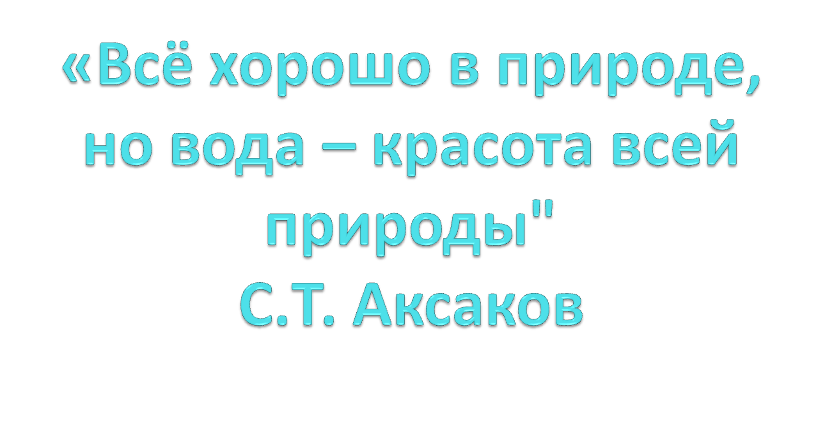 «Всё хорошо в природе,
но вода – красота всей
природы"
С.Т. Аксаков